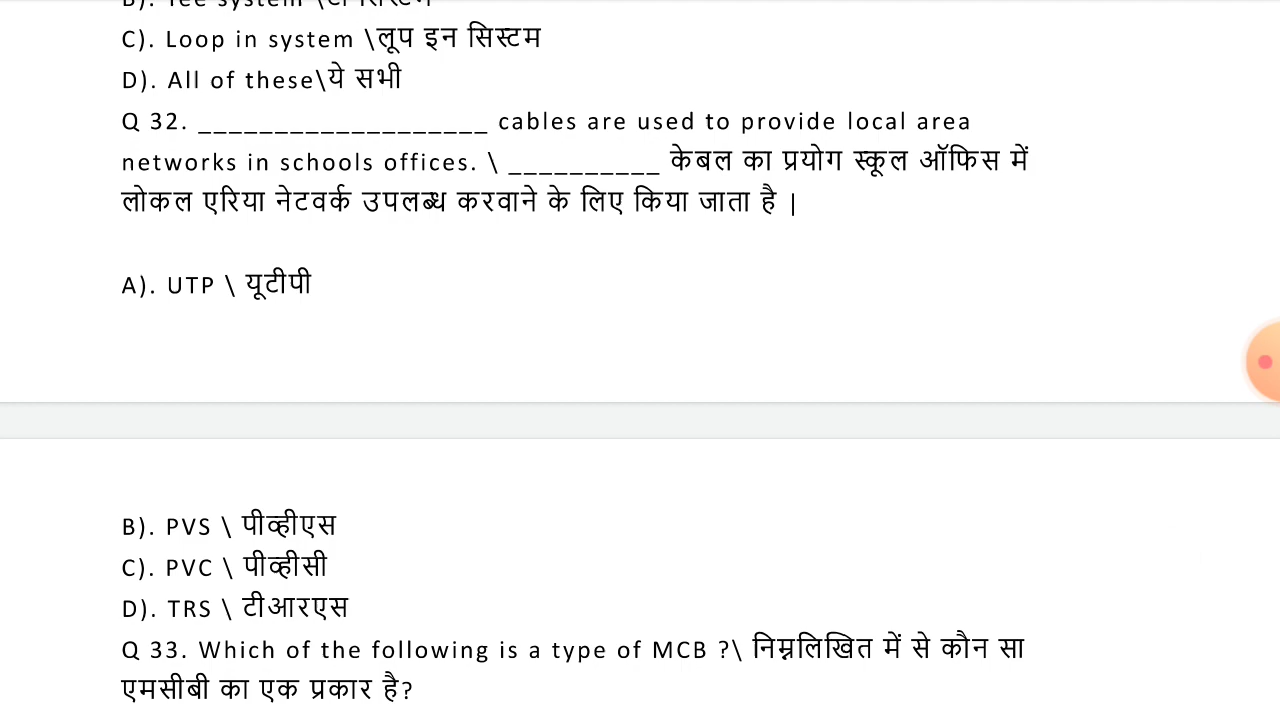 C). Loop in system \लूप इन सिस्टम
D). All of these\ये सभी
Q 32. ___________________ cables are used to provide local area
networks in schools offices. \ __________ केबल का प्रयोग स्कूल ऑफिस में
लोकल एरिया नेटवर्क उपलब्ध करवाने के लिए किया जाता है |
A). UTP \ यूटीपी
B). PVS \ पीव्हीएस
C). PVC \ पीव्हीसी
D). TRS \ टीआरएस
Q 33. Which of the following is a type of MCB ?\ निम्नलिखित में से कौन सा
एमसीबी का एक प्रकार है?